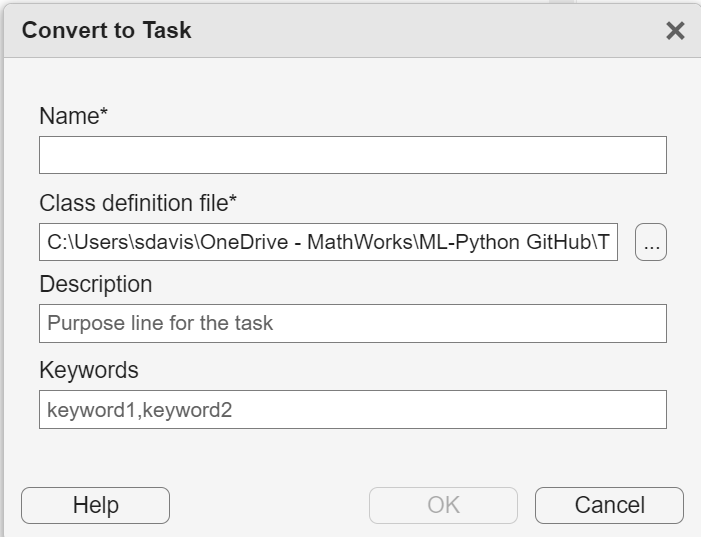 Convert to Task
Name*
Class definition file*
C:\Users\sdavis\OneDrive - MathWorks\ML-Python GitHub\T
...
Description
Purpose line for the task
Keywords
keyword1,keyword2
Help
OK
Cancel